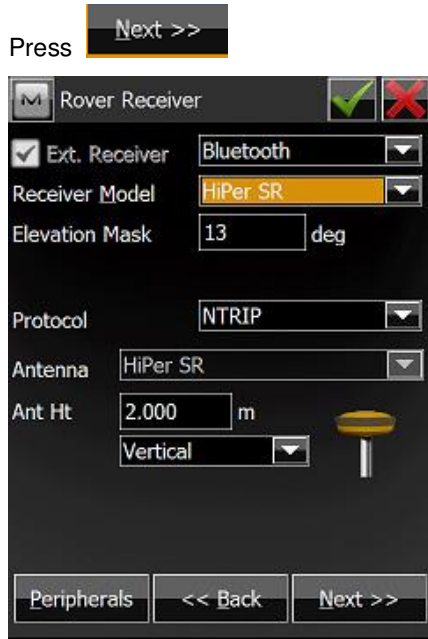 Press Next >>
Rover Receiver
Ext. Receiver Bluetooth
Receiver Model HiPer SR
Elevation Mask 13 deg
Protocol NTRIP
Antenna HiPer SR
Ant Ht 2.000 m
Vertical
Peripherals << Back Next >>